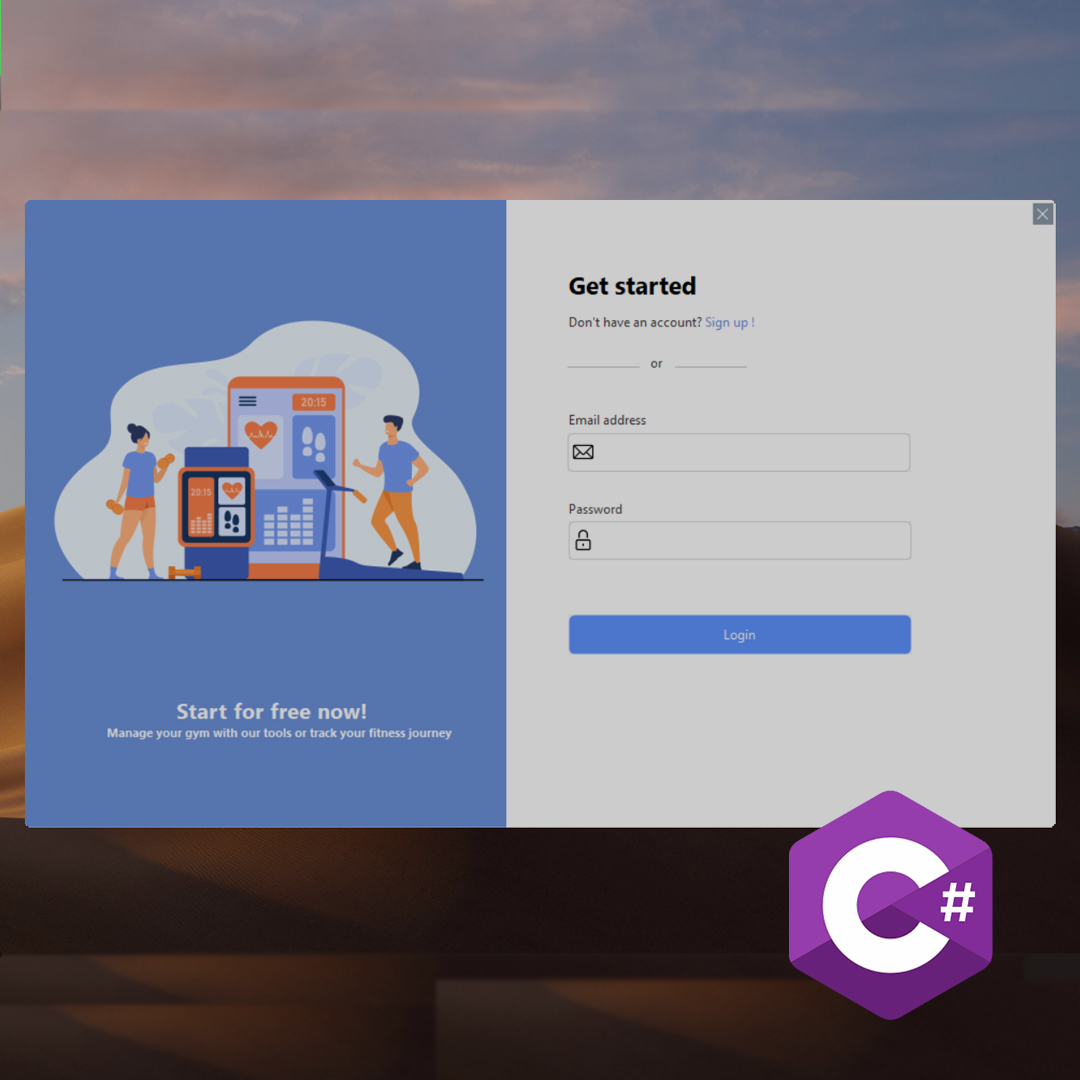 Get started
Don't have an account? Sign up !
or
Email address
Password
Login
20:15
20:15
Start for free now!
Manage your gym with our tools or track your fitness journey
C#